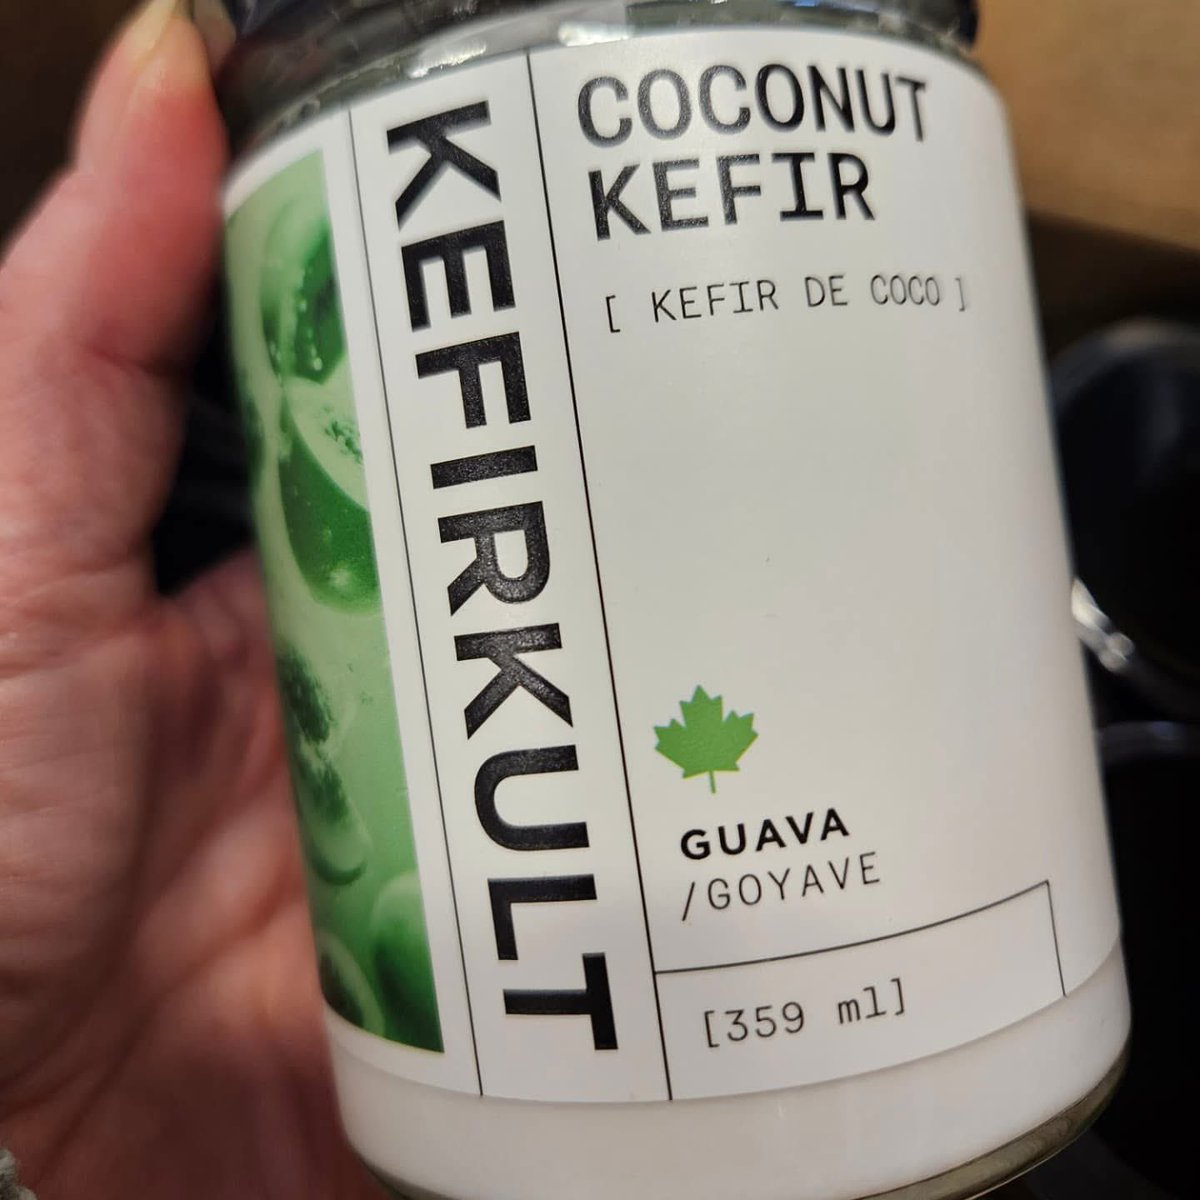 KEFIRKULT
COCONUT
KEFIR
[ KEFIR DE COCO ]
GUAVA
/GOYAVE
[359 ml]